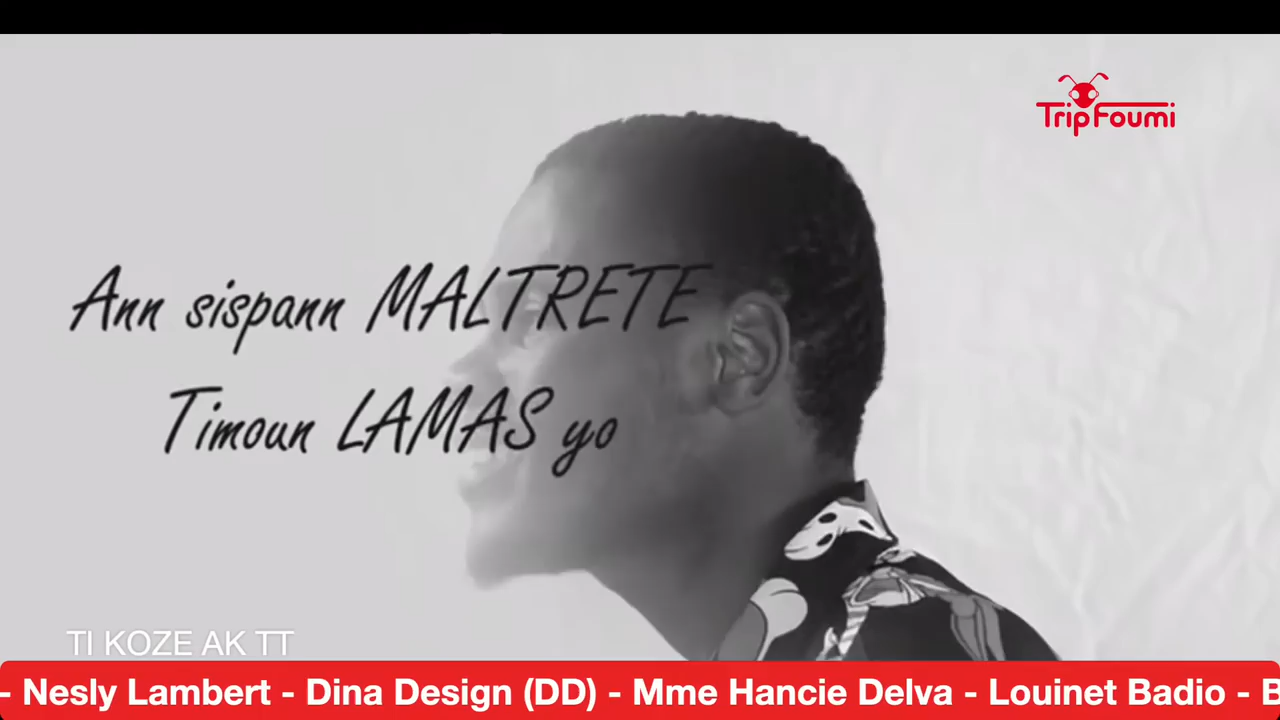 TripFoumi
Ann sispann MALTRETE
Timoun LAMAS yo
TI KOZE AK TT
- Nesly Lambert - Dina Design (DD) - Mme Hancie Delva - Louinet Badio - B